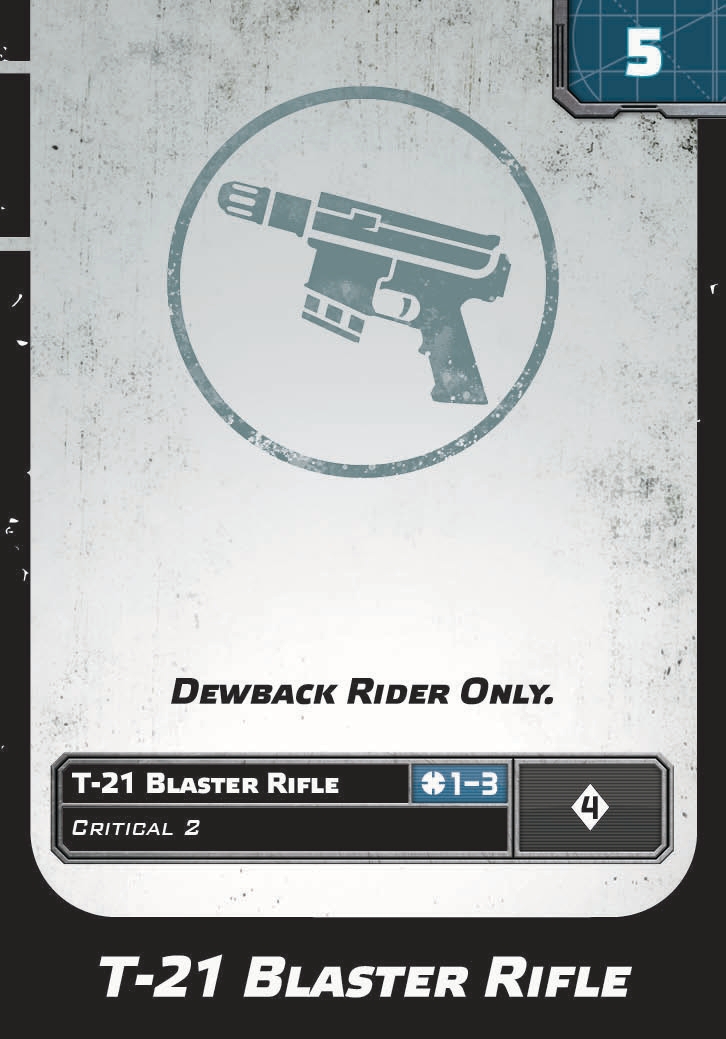 5
Dewback Rider Only.
T-21 Blaster Rifle 1–3
Critical 2
4
T-21 Blaster Rifle